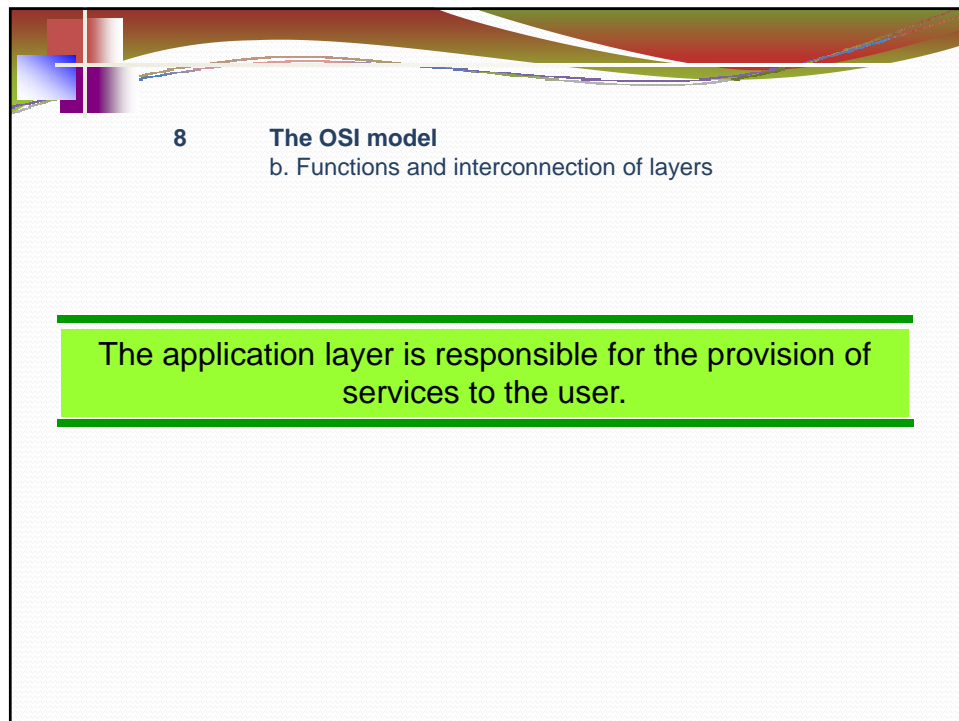 8 The OSI model
b. Functions and interconnection of layers
The application layer is responsible for the provision of
services to the user.